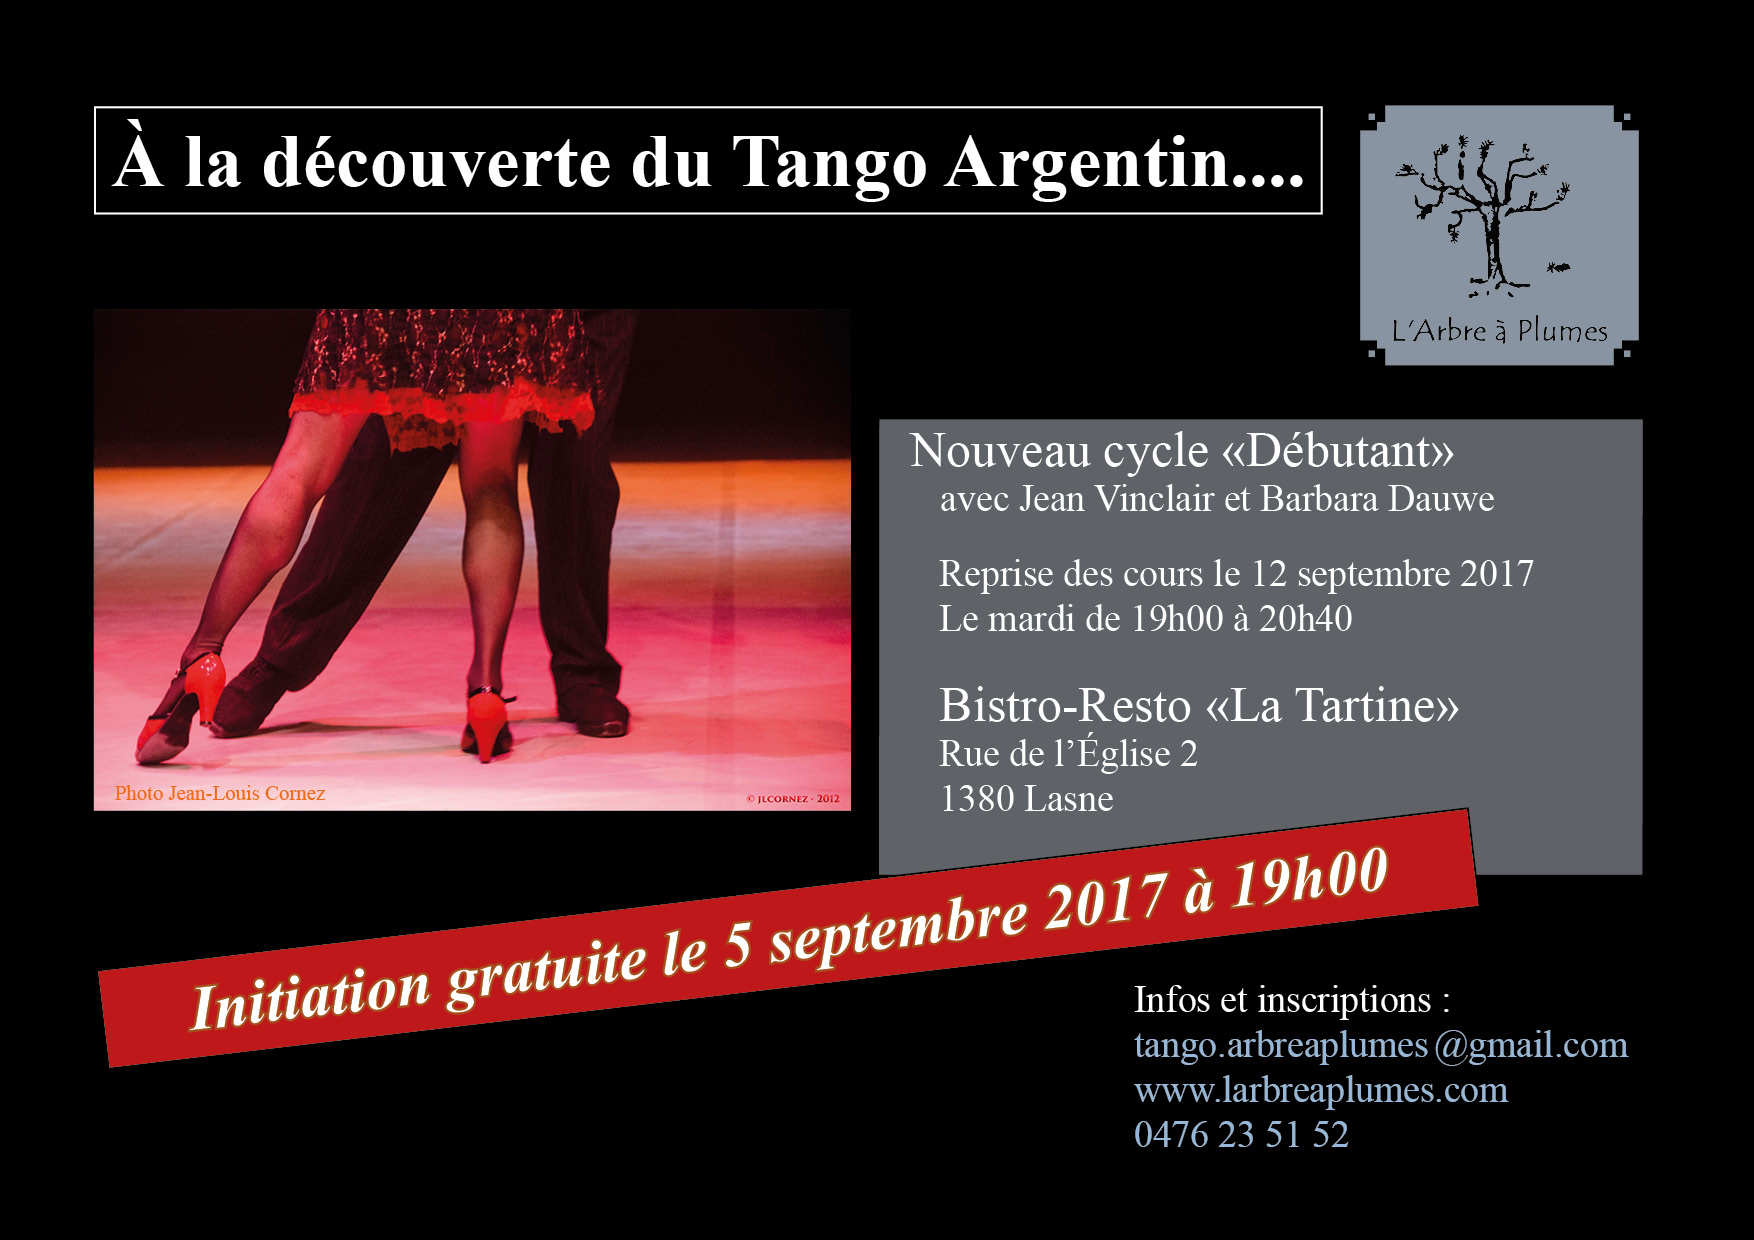 À la découverte du Tango Argentin....
L'Arbre à Plumes
Nouveau cycle «Débutant»
avec Jean Vinclair et Barbara Dauwe
Reprise des cours le 12 septembre 2017
Le mardi de 19h00 à 20h40
Bistro-Resto «La Tartine»
Rue de l'Église 2
1380 Lasne
Photo Jean-Louis Cornez
© JLCORNEZ - 2012
Initiation gratuite le 5 septembre 2017 à 19h00
Infos et inscriptions :
tango.arbreaplumes@gmail.com
www.larbreaplumes.com
0476 23 51 52